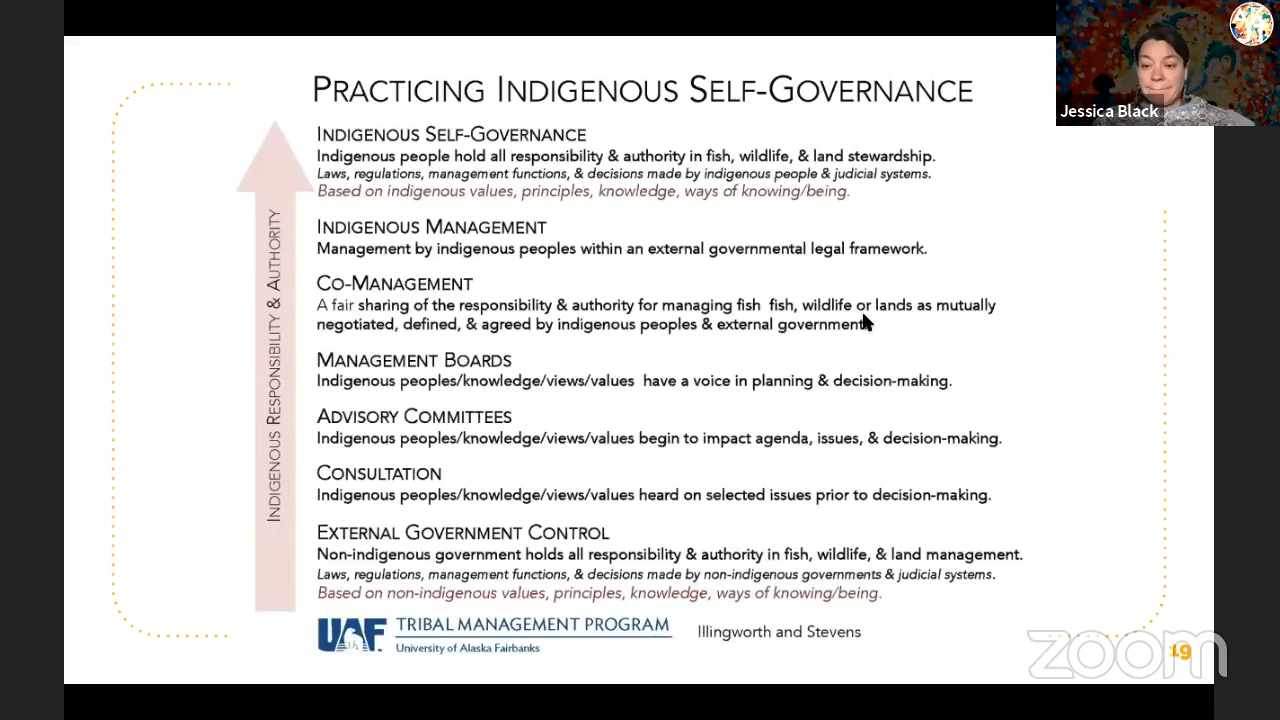 PRACTICING INDIGENOUS SELF-GOVERNANCE
Jessica Black
INDIGENOUS RESPONSIBILITY & AUTHORITY
INDIGENOUS SELF-GOVERNANCE
Indigenous people hold all responsibility & authority in fish, wildlife, & land stewardship.
Laws, regulations, management functions, & decisions made by indigenous people & judicial systems.
Based on indigenous values, principles, knowledge, ways of knowing/being.
INDIGENOUS MANAGEMENT
Management by indigenous peoples within an external governmental legal framework.
CO-MANAGEMENT
A fair sharing of the responsibility & authority for managing fish fish, wildlife or lands as mutually
negotiated, defined, & agreed by indigenous peoples & external government
MANAGEMENT BOARDS
Indigenous peoples/knowledge/views/values have a voice in planning & decision-making.
ADVISORY COMMITTEES
Indigenous peoples/knowledge/views/values begin to impact agenda, issues, & decision-making.
CONSULTATION
Indigenous peoples/knowledge/views/values heard on selected issues prior to decision-making.
EXTERNAL GOVERNMENT CONTROL
Non-indigenous government holds all responsibility & authority in fish, wildlife, & land management.
Laws, regulations, management functions, & decisions made by non-indigenous governments & judicial systems.
Based on non-indigenous values, principles, knowledge, ways of knowing/being.
UAF
TRIBAL MANAGEMENT PROGRAM
University of Alaska Fairbanks
Illingworth and Stevens
zoom
19